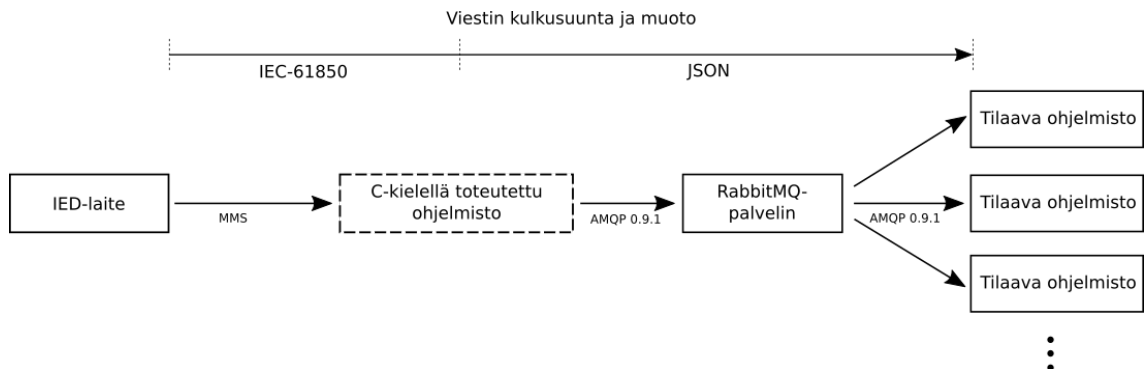 Viestin kulkusuunta ja muoto
IEC-61850
JSON
Tilaava ohjelmisto
IED-laite
MMS
C-kielellä toteutettu
ohjelmisto
AMQP 0.9.1
RabbitMQ-
palvelin
AMQP 0.9.1
Tilaava ohjelmisto
Tilaava ohjelmisto